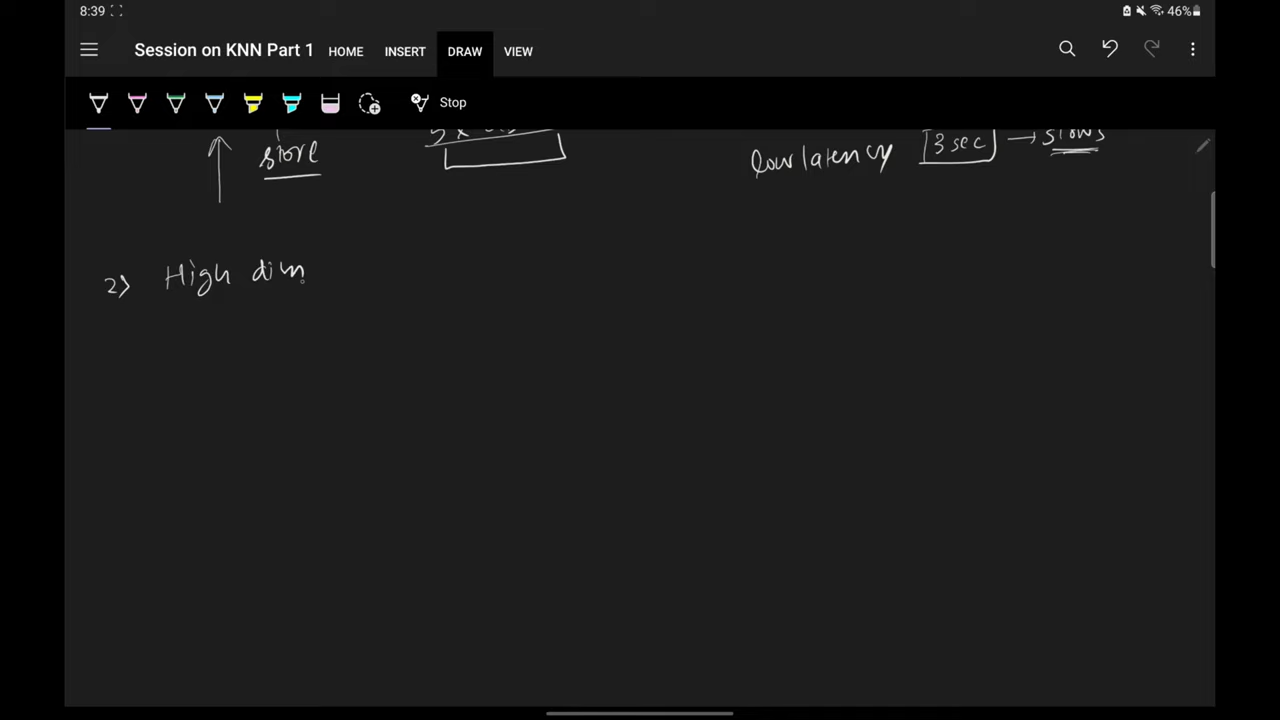 8:39 46%
Session on KNN Part 1 HOME INSERT DRAW VIEW
Stop
store
low latency 3 sec → slows
2) High dim